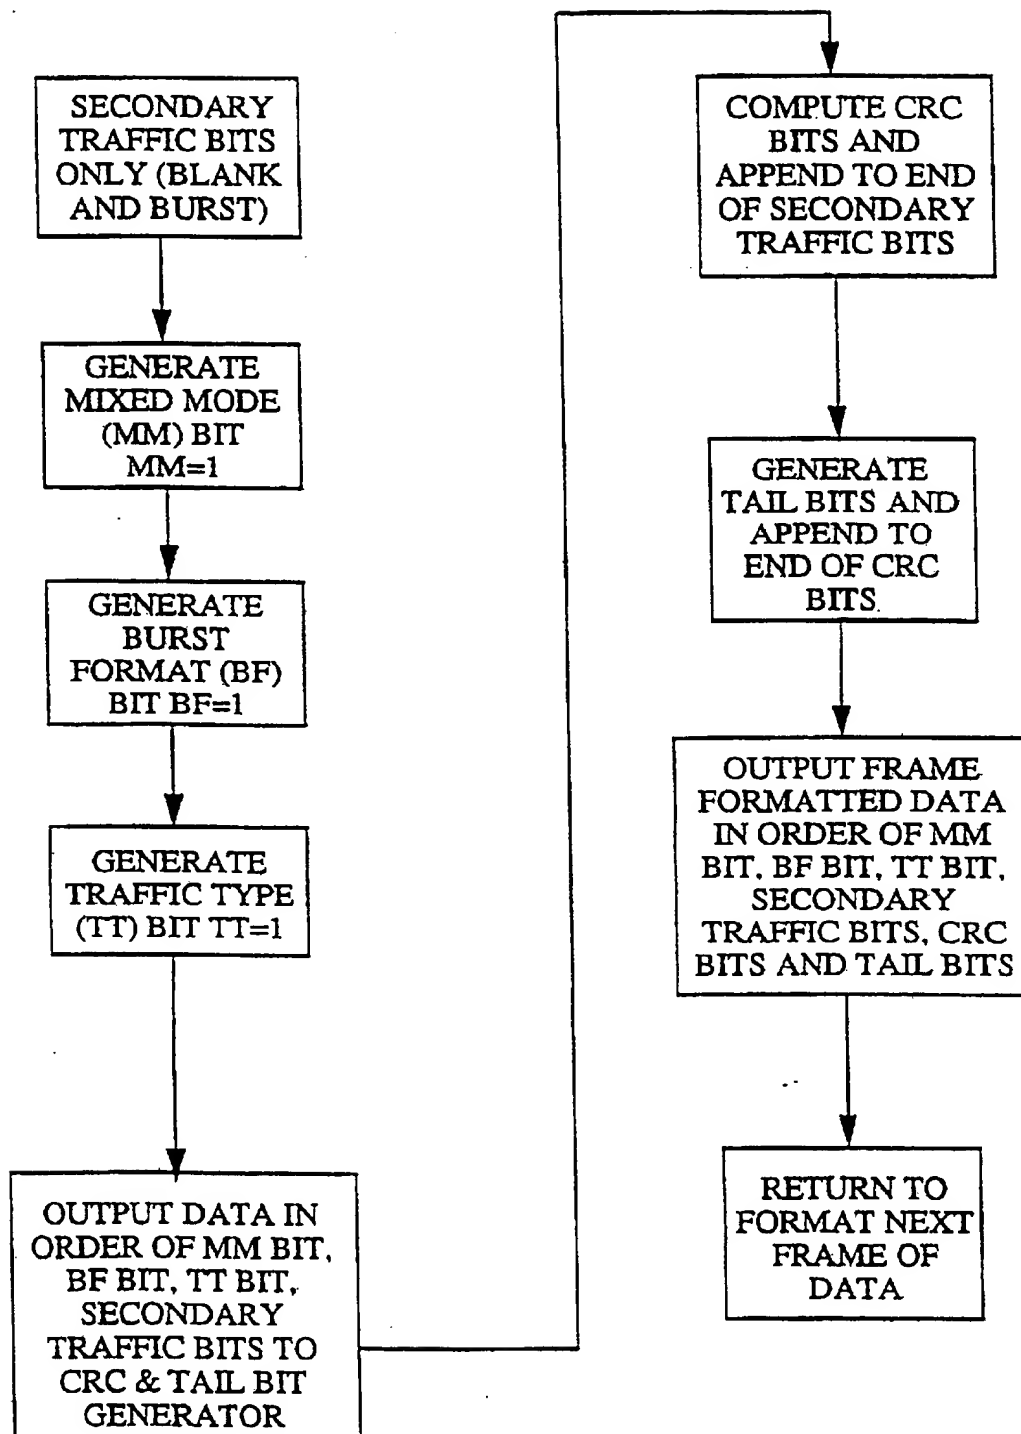 SECONDARY
TRAFFIC BITS
ONLY (BLANK
AND BURST)
GENERATE
MIXED MODE
(MM) BIT
MM=1
GENERATE
BURST
FORMAT (BF)
BIT BF=1
GENERATE
TRAFFIC TYPE
(TT) BIT TT=1
OUTPUT DATA IN
ORDER OF MM BIT,
BF BIT, TT BIT,
SECONDARY
TRAFFIC BITS TO
CRC & TAIL BIT
GENERATOR
COMPUTE CRC
BITS AND
APPEND TO END
OF SECONDARY
TRAFFIC BITS
GENERATE
TAIL BITS AND
APPEND TO
END OF CRC
BITS.
OUTPUT FRAME
FORMATTED DATA
IN ORDER OF MM
BIT, BF BIT, TT BIT,
SECONDARY
TRAFFIC BITS, CRC
BITS AND TAIL BITS
RETURN TO
FORMAT NEXT
FRAME OF
DATA